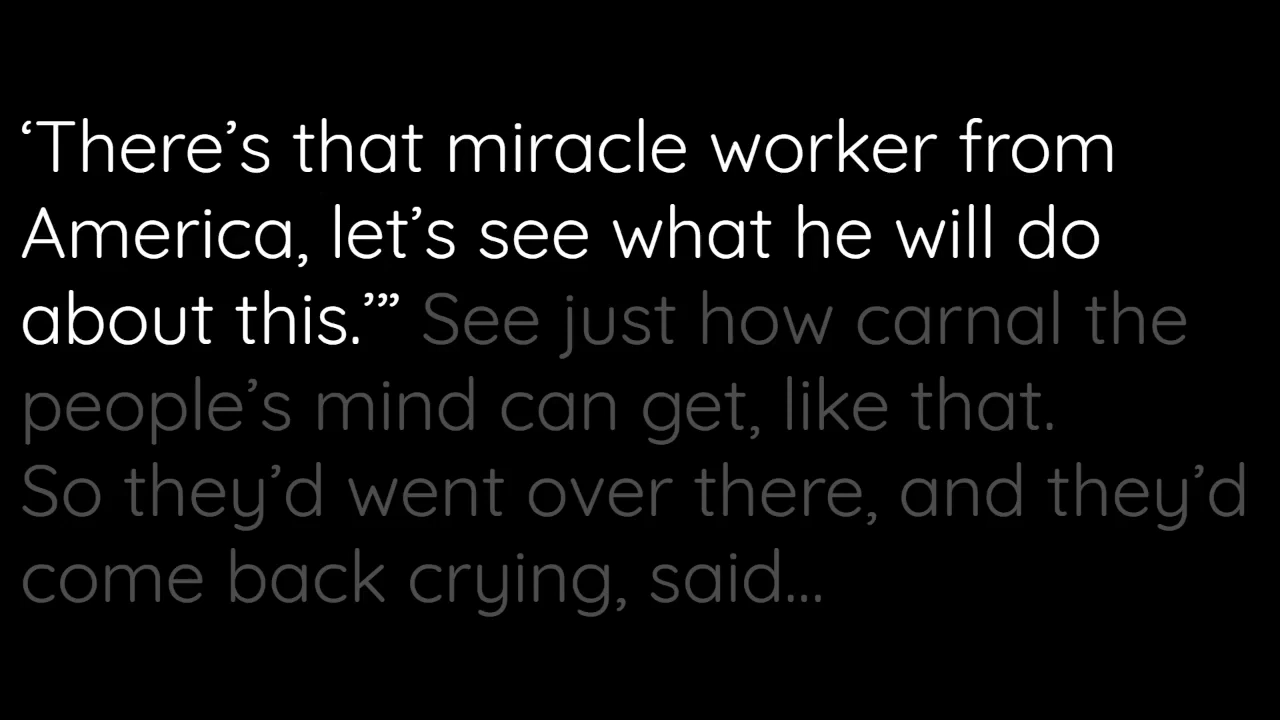 ‘There’s that miracle worker from
America, let’s see what he will do
about this.’” See just how carnal the
people’s mind can get, like that.
So they’d went over there, and they’d
come back crying, said...